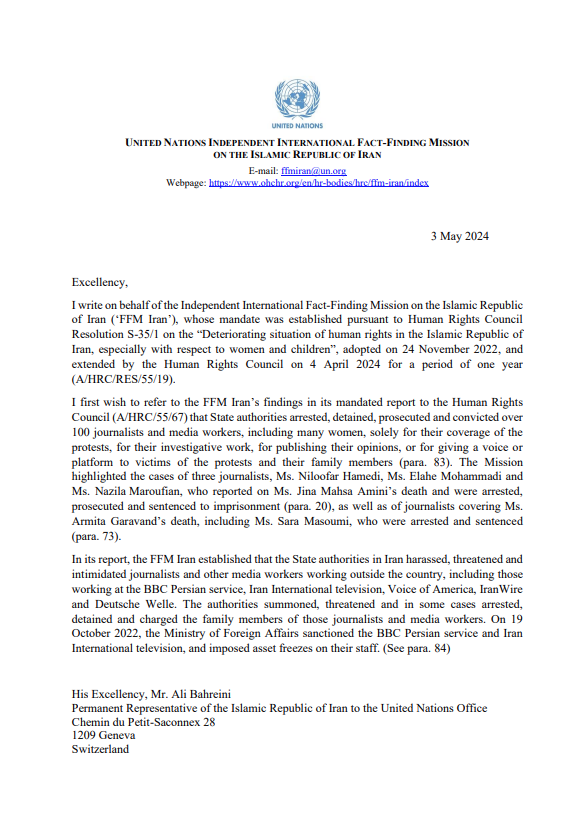 UNITED NATIONS
UNITED NATIONS INDEPENDENT INTERNATIONAL FACT-FINDING MISSION
ON THE ISLAMIC REPUBLIC OF IRAN
E-mail: ffmiran@un.org
Webpage: https://www.ohchr.org/en/hr-bodies/hrc/ffm-iran/index
3 May 2024
Excellency,
I write on behalf of the Independent International Fact-Finding Mission on the Islamic Republic
of Iran (‘FFM Iran’), whose mandate was established pursuant to Human Rights Council
Resolution S-35/1 on the “Deteriorating situation of human rights in the Islamic Republic of
Iran, especially with respect to women and children”, adopted on 24 November 2022, and
extended by the Human Rights Council on 4 April 2024 for a period of one year
(A/HRC/RES/55/19).
I first wish to refer to the FFM Iran’s findings in its mandated report to the Human Rights
Council (A/HRC/55/67) that State authorities arrested, detained, prosecuted and convicted over
100 journalists and media workers, including many women, solely for their coverage of the
protests, for their investigative work, for publishing their opinions, or for giving a voice or
platform to victims of the protests and their family members (para. 83). The Mission
highlighted the cases of three journalists, Ms. Niloofar Hamedi, Ms. Elahe Mohammadi and
Ms. Nazila Maroufian, who reported on Ms. Jina Mahsa Amini’s death and were arrested,
prosecuted and sentenced to imprisonment (para. 20), as well as of journalists covering Ms.
Armita Garavand’s death, including Ms. Sara Masoumi, who were arrested and sentenced
(para. 73).
In its report, the FFM Iran established that the State authorities in Iran harassed, threatened and
intimidated journalists and other media workers working outside the country, including those
working at the BBC Persian service, Iran International television, Voice of America, IranWire
and Deutsche Welle. The authorities summoned, threatened and in some cases arrested,
detained and charged the family members of those journalists and media workers. On 19
October 2022, the Ministry of Foreign Affairs sanctioned the BBC Persian service and Iran
International television, and imposed asset freezes on their staff. (See para. 84)
His Excellency, Mr. Ali Bahreini
Permanent Representative of the Islamic Republic of Iran to the United Nations Office
Chemin du Petit-Saconnex 28
1209 Geneva
Switzerland